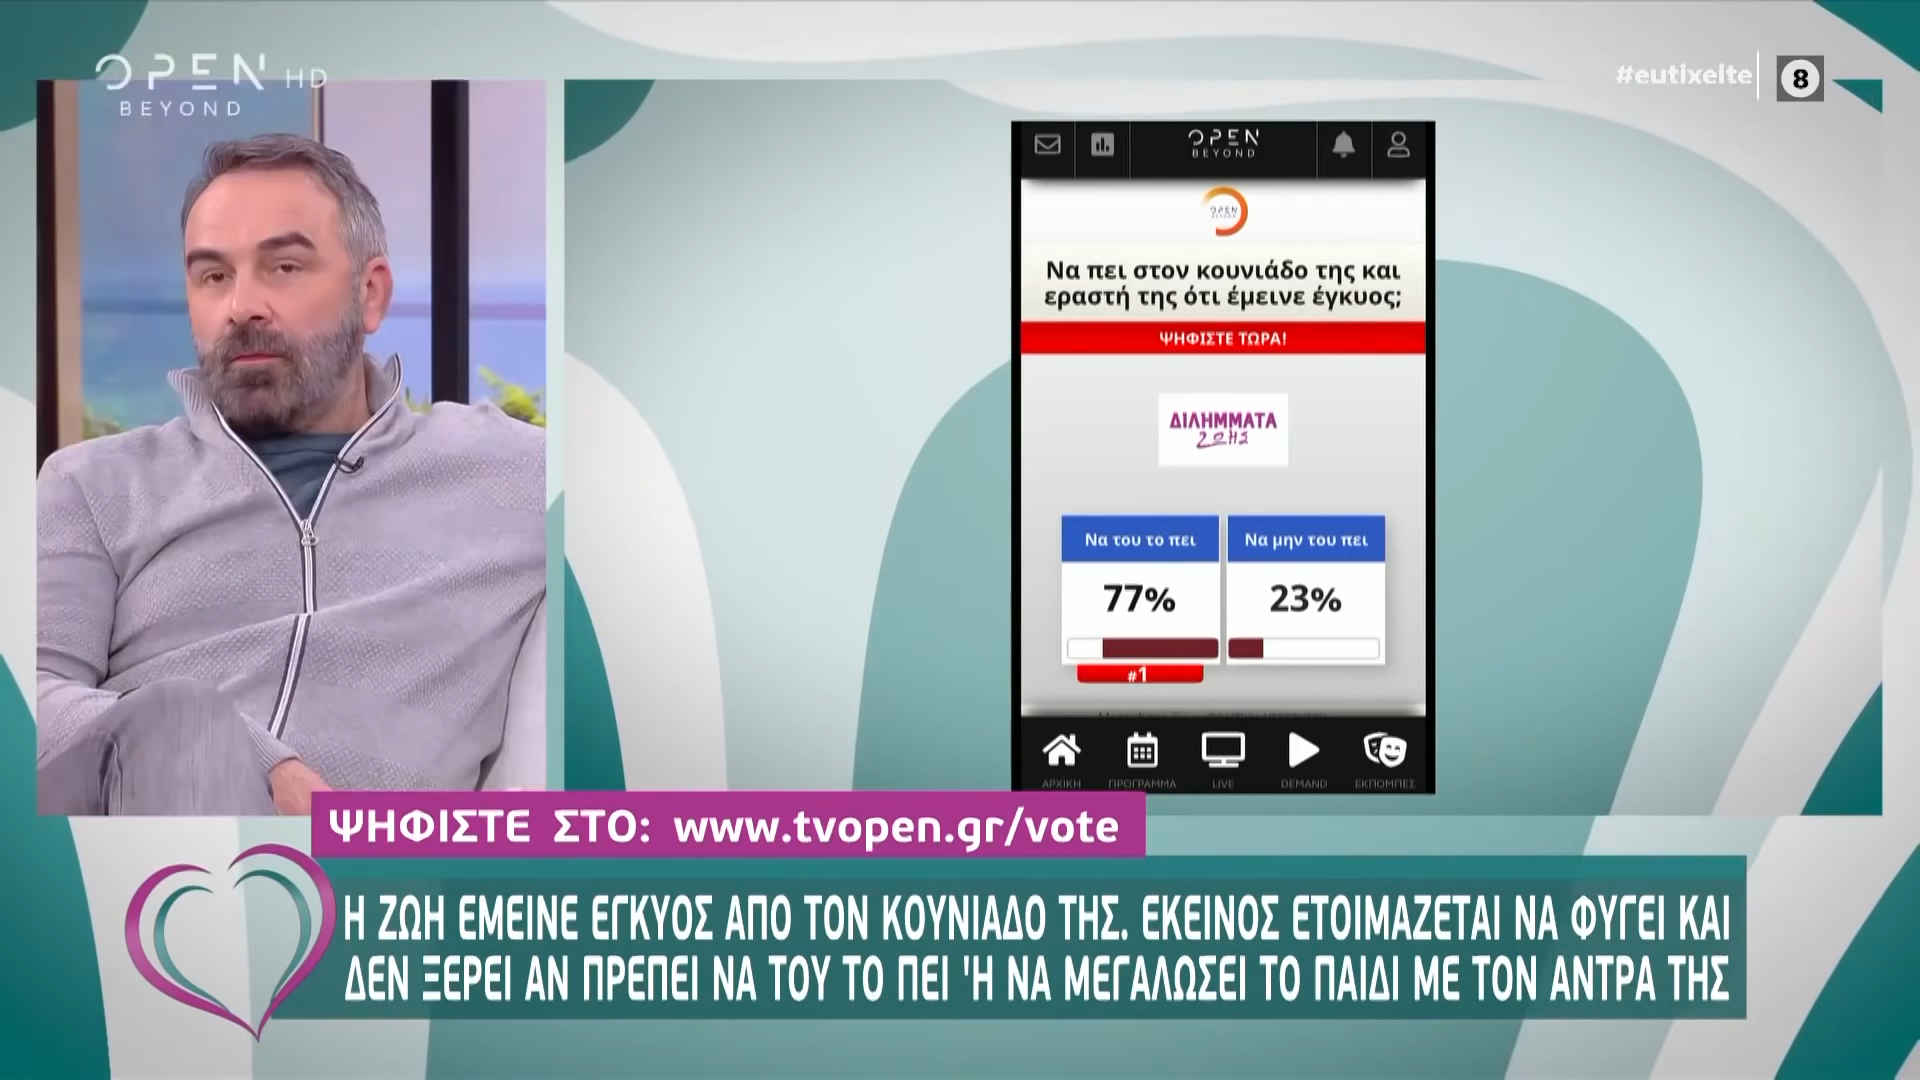 OPEN HD
BEYOND
#eutixeite
8
OPEN
BEYOND
OPEN
BEYOND
Να πει στον κουνιάδο της και
εραστή της ότι έμεινε έγκυος;
ΨΗΦΙΣΤΕ ΤΩΡΑ!
ΔΙΛΗΜΜΑΤΑ
ΖΩΗΣ
Να του το πει
Να μην του πει
77%
23%
#1
ΑΡΧΙΚΗ
ΠΡΟΓΡΑΜΜΑ
LIVE
DEMAND
ΕΚΠΟΜΠΕΣ
ΨΗΦΙΣΤΕ ΣΤΟ: www.tvopen.gr/vote
Η ΖΩΗ ΕΜΕΙΝΕ ΕΓΚΥΟΣ ΑΠΟ ΤΟΝ ΚΟΥΝΙΑΔΟ ΤΗΣ. ΕΚΕΙΝΟΣ ΕΤΟΙΜΑΖΕΤΑΙ ΝΑ ΦΥΓΕΙ ΚΑΙ
ΔΕΝ ΞΕΡΕΙ ΑΝ ΠΡΕΠΕΙ ΝΑ ΤΟΥ ΤΟ ΠΕΙ 'Η ΝΑ ΜΕΓΑΛΩΣΕΙ ΤΟ ΠΑΙΔΙ ΜΕ ΤΟΝ ΑΝΤΡΑ ΤΗΣ